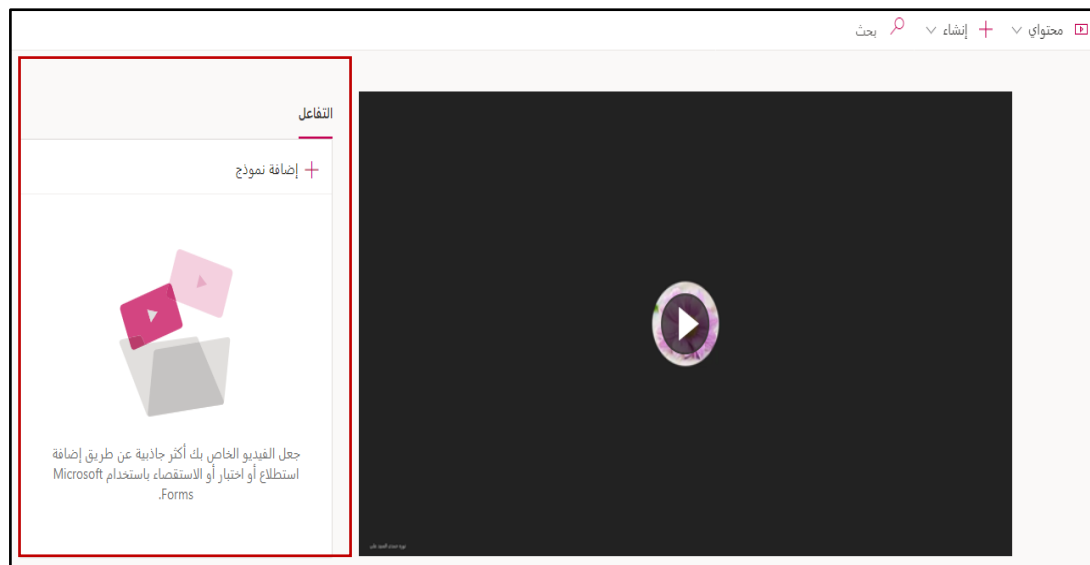 محتواي
إنشاء
بحث
التفاعل
إضافة نموذج
جعل الفيديو الخاص بك أكثر جاذبية عن طريق إضافة
استطلاع أو اختبار أو الاستقصاء باستخدام Microsoft
Forms.